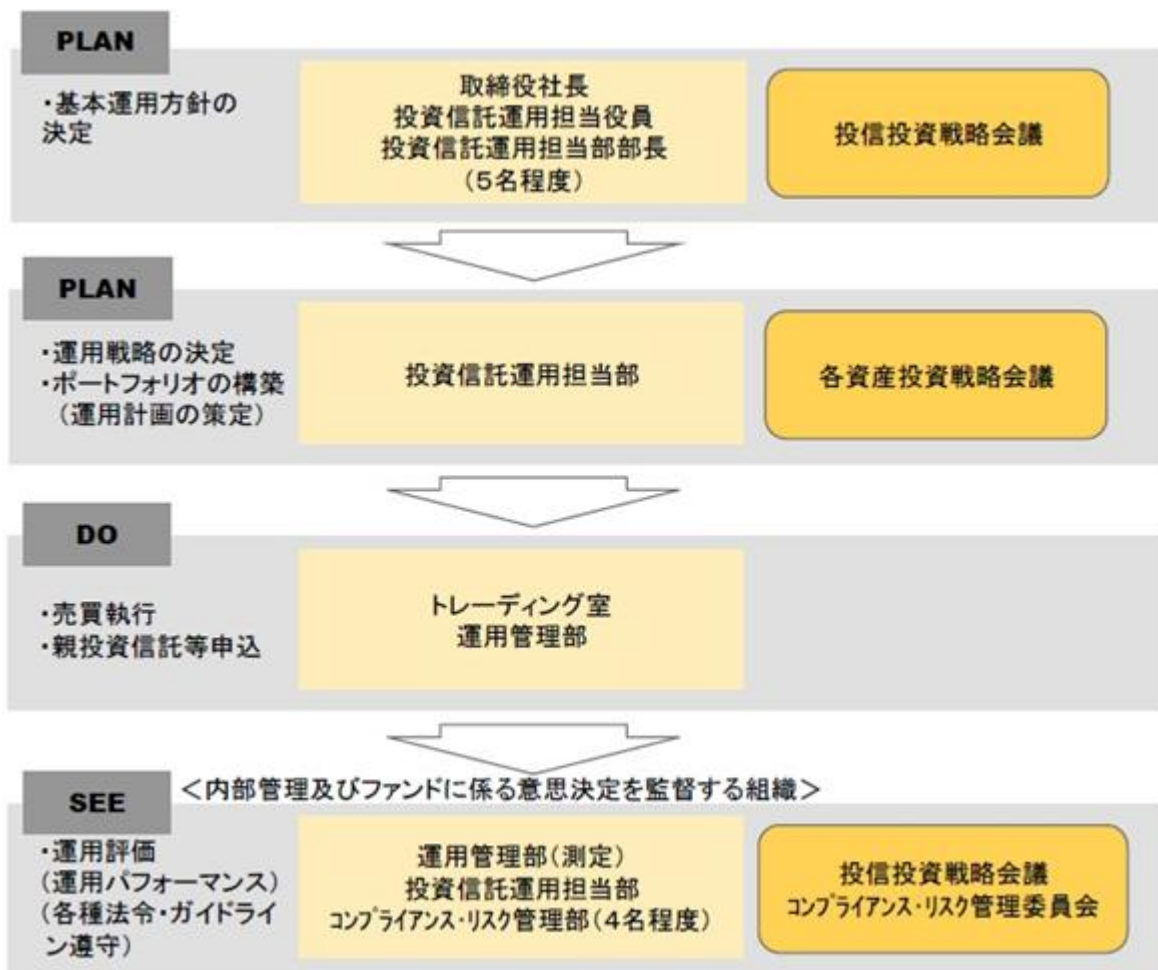 PLAN
・基本運用方針の
決定
取締役社長
投資信託運用担当役員
投資信託運用担当部部長
(5名程度)
投信投資戦略会議
PLAN
・運用戦略の決定
・ポートフォリオの構築
(運用計画の策定)
投資信託運用担当部
各資産投資戦略会議
DO
・売買執行
・親投資信託等申込
トレーディング室
運用管理部
SEE
<内部管理及びファンドに係る意思決定を監督する組織>
・運用評価
(運用パフォーマンス)
(各種法令・ガイドライ
ン遵守)
運用管理部(測定)
投資信託運用担当部
コンプライアンス・リスク管理部(4名程度)
投信投資戦略会議
コンプライアンス・リスク管理委員会